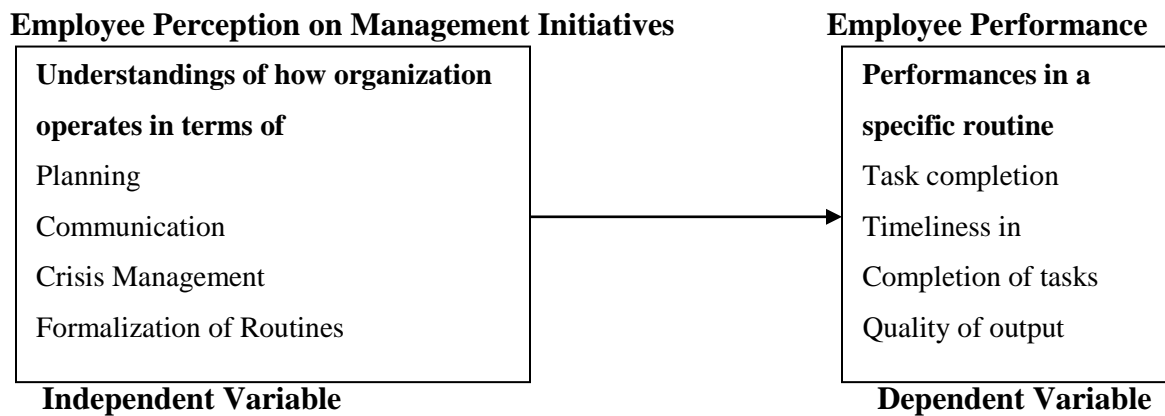 Employee Perception on Management Initiatives
Employee Performance
Understandings of how organization
operates in terms of
Planning
Communication
Crisis Management
Formalization of Routines
Performances in a
specific routine
Task completion
Timeliness in
Completion of tasks
Quality of output
Independent Variable
Dependent Variable